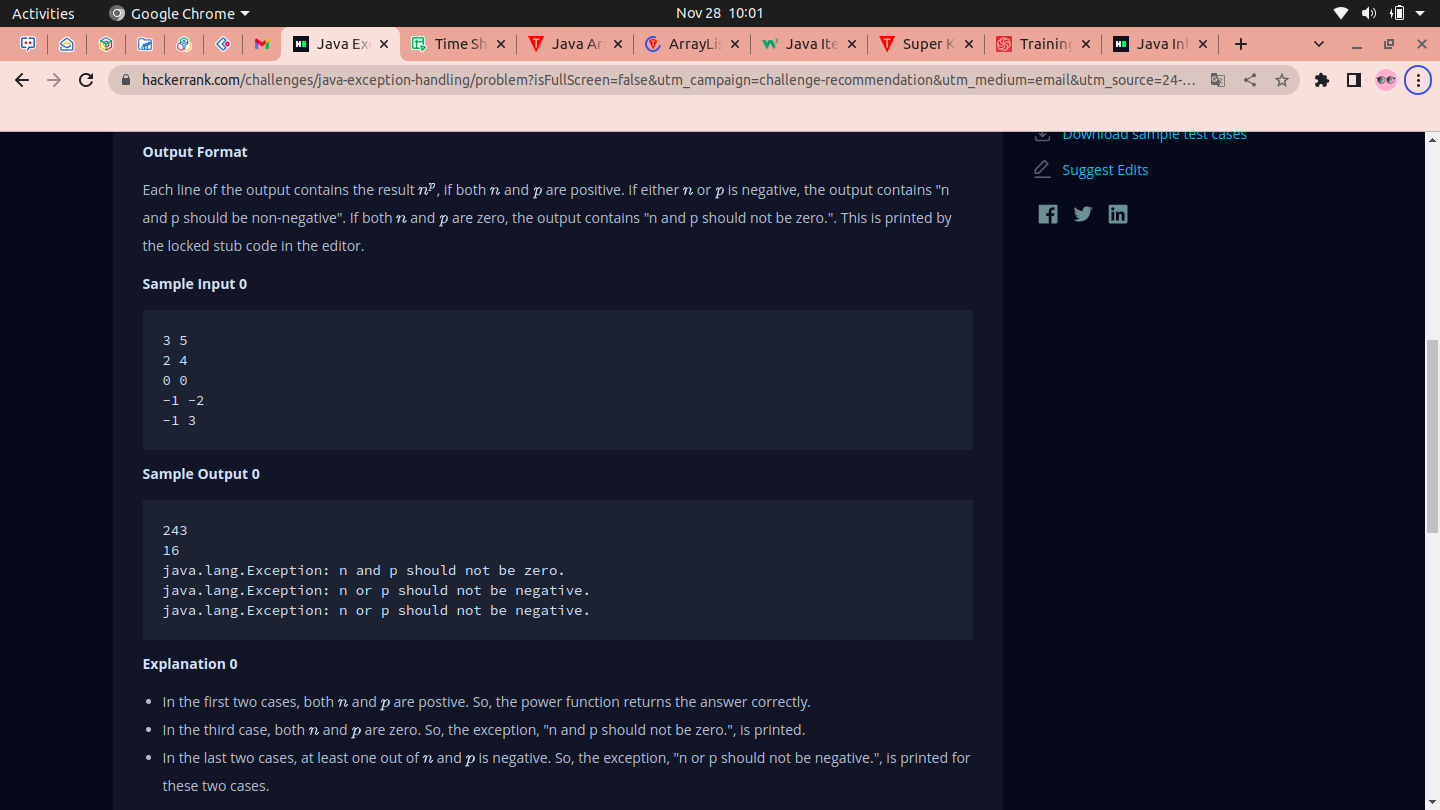 Activities Google Chrome Nov 28 10:01
Java Ex Time Sh Java Ar ArrayLis Java Ite Super K Training Java Inl
hackerrank.com/challenges/java-exception-handling/problem?isFullScreen=false&utm_campaign=challenge-recommendation&utm_medium=email&utm_source=24-...
Download sample test cases
Suggest Edits
Output Format
Each line of the output contains the result n^p, if both n and p are positive. If either n or p is negative, the output contains "n
and p should be non-negative". If both n and p are zero, the output contains "n and p should not be zero.". This is printed by
the locked stub code in the editor.
Sample Input 0
3 5
2 4
0 0
-1 -2
-1 3
Sample Output 0
243
16
java.lang.Exception: n and p should not be zero.
java.lang.Exception: n or p should not be negative.
java.lang.Exception: n or p should not be negative.
Explanation 0
• In the first two cases, both n and p are postive. So, the power function returns the answer correctly.
• In the third case, both n and p are zero. So, the exception, "n and p should not be zero.", is printed.
• In the last two cases, at least one out of n and p is negative. So, the exception, "n or p should not be negative.", is printed for
these two cases.